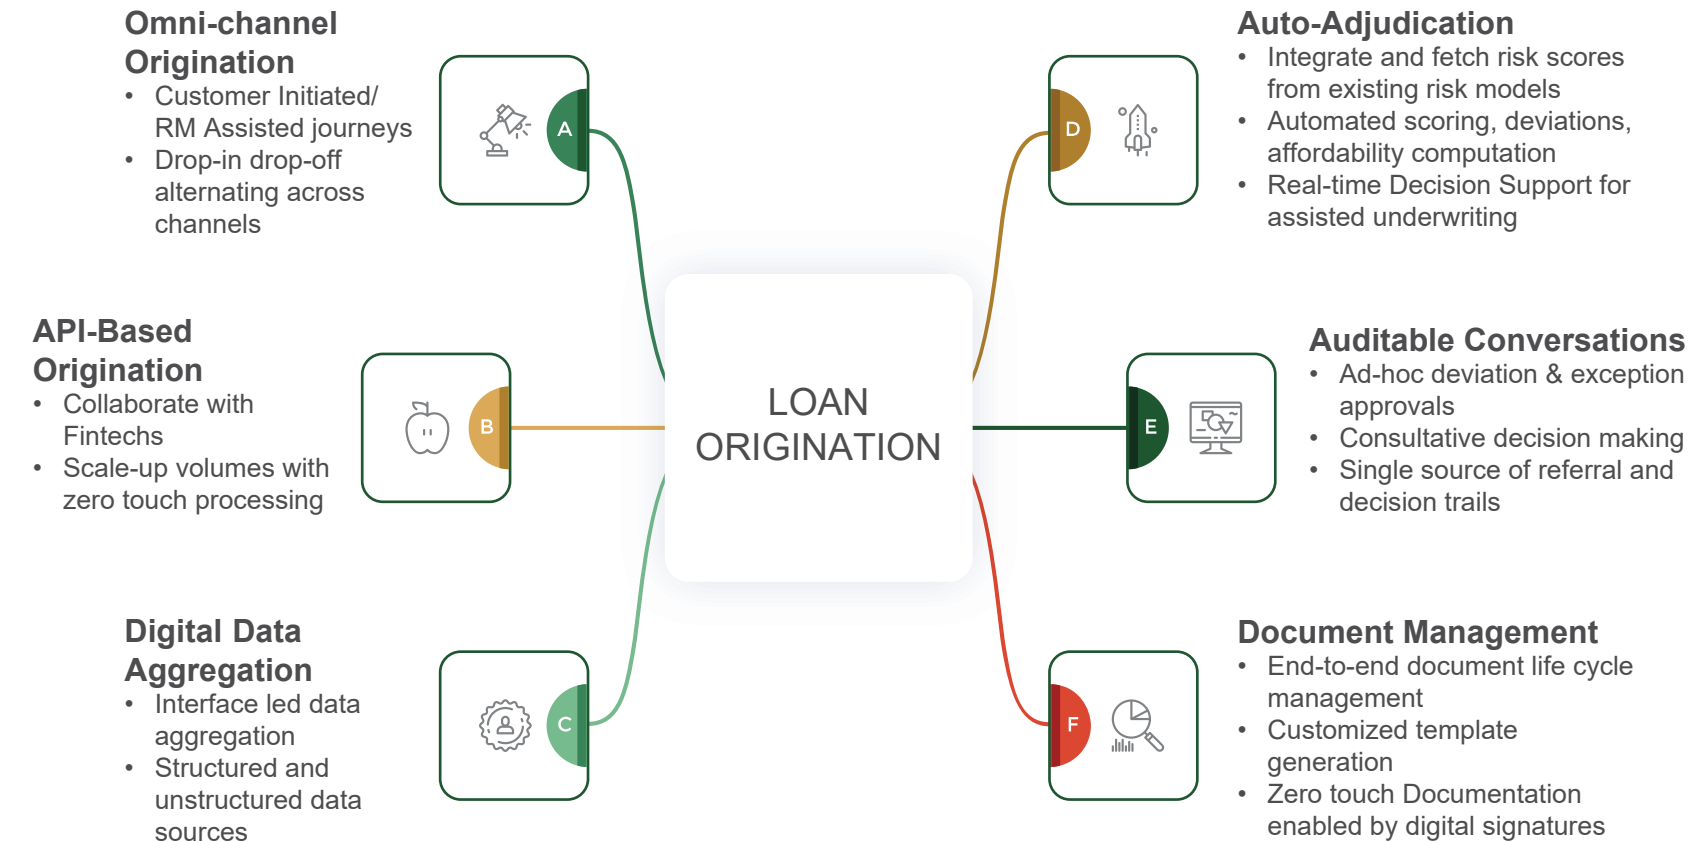 Omni-channel
Origination
• Customer Initiated/
RM Assisted journeys
• Drop-in drop-off
alternating across
channels
A
API-Based
Origination
• Collaborate with
Fintechs
• Scale-up volumes with
zero touch processing
B
Digital Data
Aggregation
• Interface led data
aggregation
• Structured and
unstructured data
sources
C
LOAN
ORIGINATION
Auto-Adjudication
• Integrate and fetch risk scores
from existing risk models
• Automated scoring, deviations,
affordability computation
• Real-time Decision Support for
assisted underwriting
D
Auditable Conversations
• Ad-hoc deviation & exception
approvals
• Consultative decision making
• Single source of referral and
decision trails
E
Document Management
• End-to-end document life cycle
management
• Customized template
generation
• Zero touch Documentation
enabled by digital signatures
F